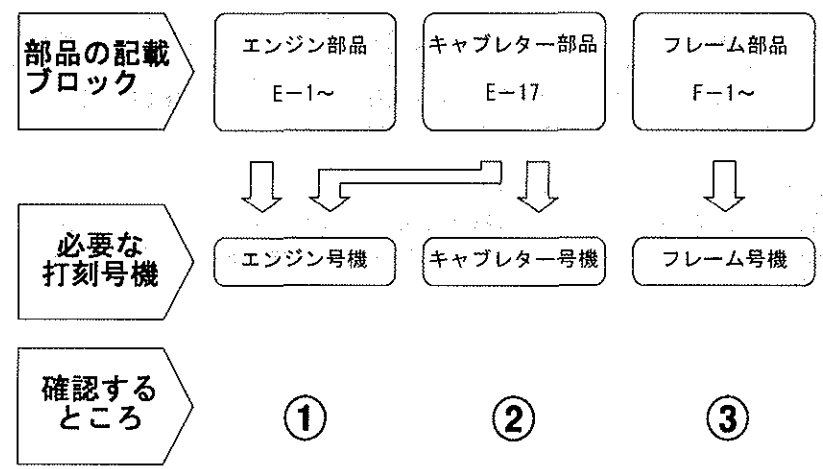 部品の記載
ブロック
エンジン部品
E－1～
キャブレター部品
E－17
フレーム部品
F－1～
必要な
打刻号機
エンジン号機
キャブレター号機
フレーム号機
確認する
ところ
①
②
③